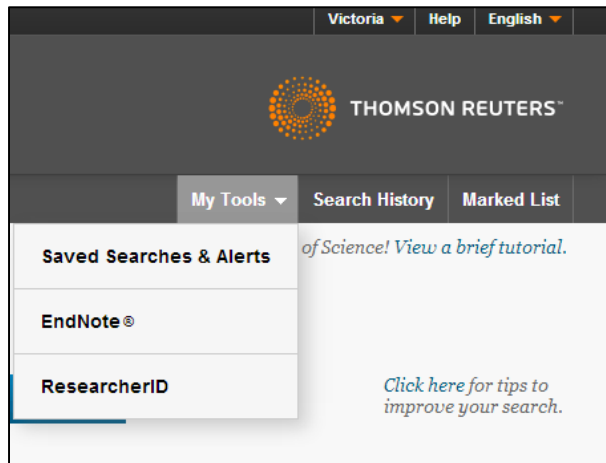 Victoria Help English
THOMSON REUTERS™
My Tools Search History Marked List
Saved Searches & Alerts
of Science! View a brief tutorial.
EndNote®
ResearcherID
Click here for tips to
improve your search.